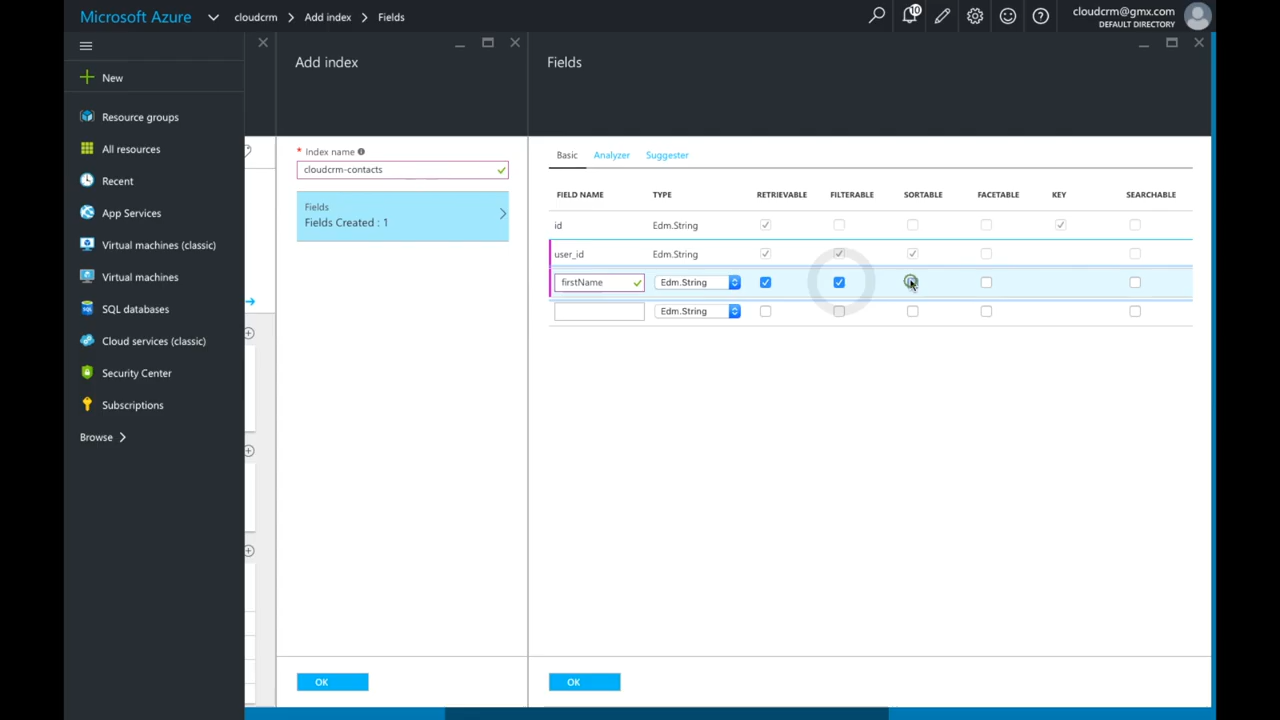 Microsoft Azure cloudcrm Add index Fields 10 cloudcrm@gmx.com
DEFAULT DIRECTORY
New
Resource groups
All resources
Recent
App Services
Virtual machines (classic)
Virtual machines
SQL databases
Cloud services (classic)
Security Center
Subscriptions
Browse
Add index
* Index name
cloudcrm-contacts
Fields
Fields Created : 1
OK
Fields
Basic Analyzer Suggester
FIELD NAME TYPE RETRIEVABLE FILTERABLE SORTABLE FACETABLE KEY SEARCHABLE
id Edm.String
user_id Edm.String
firstName Edm.String
Edm.String
OK